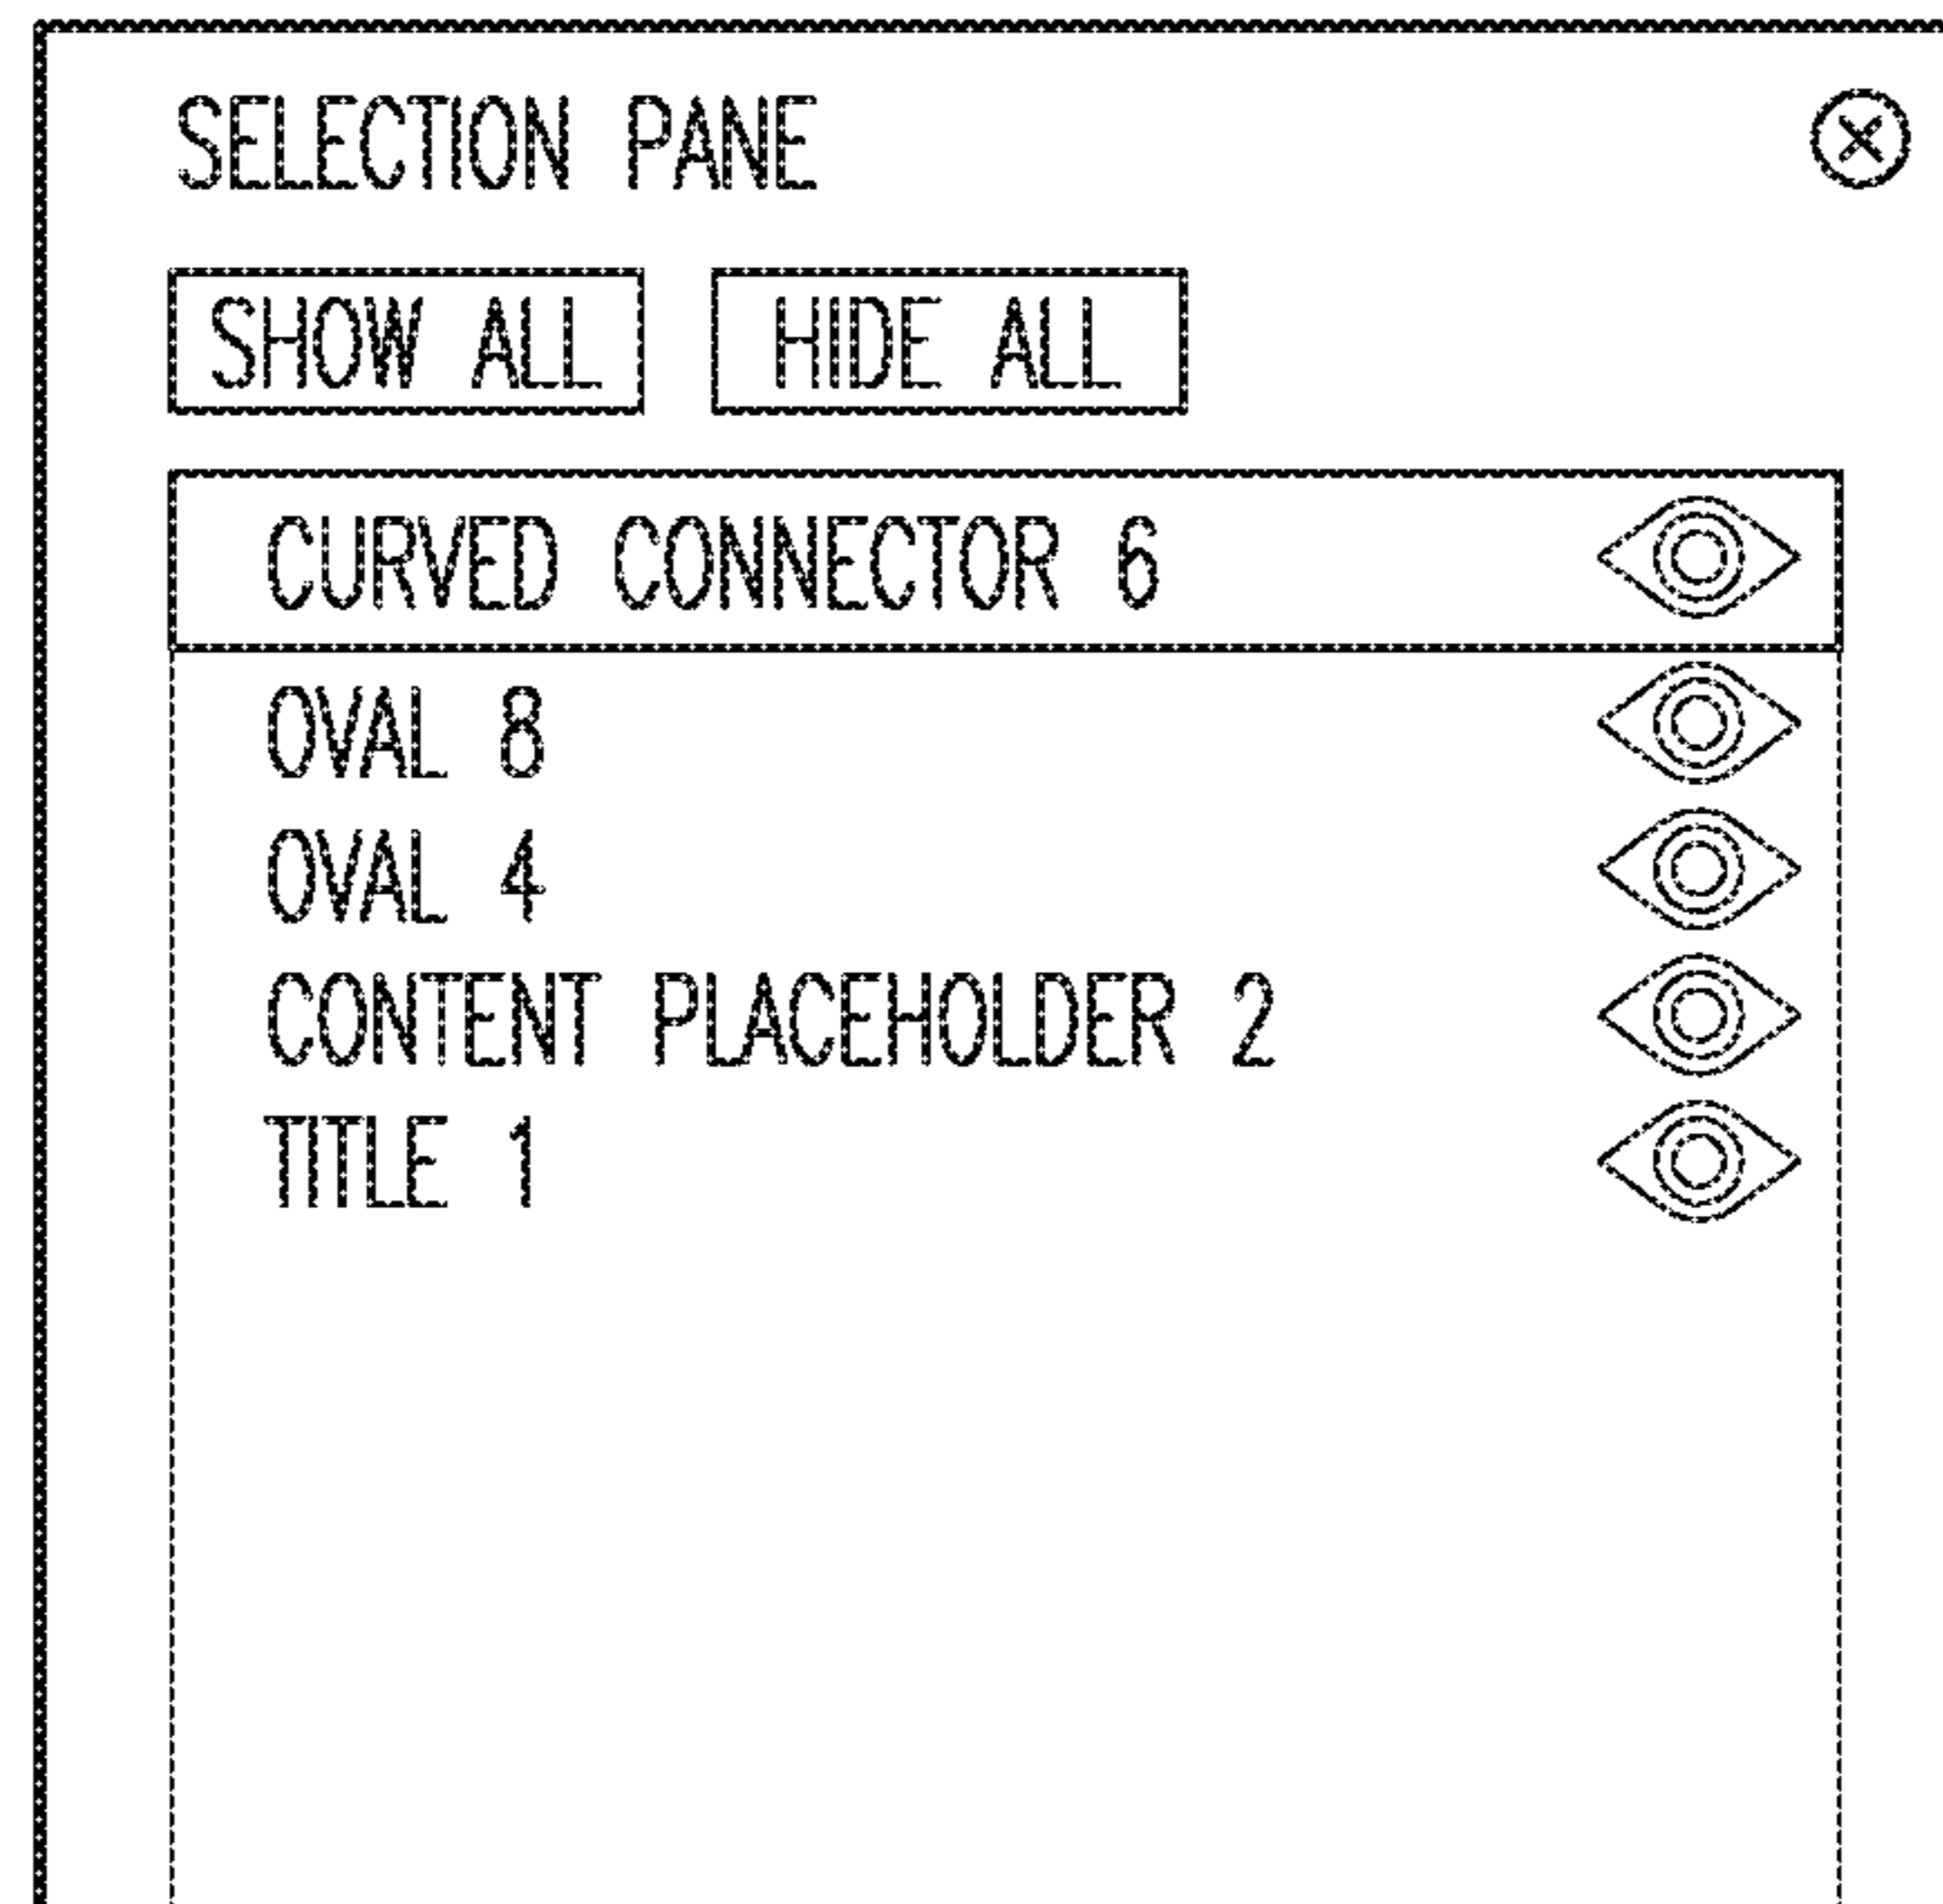 SELECTION PANE
SHOW ALL HIDE ALL
CURVED CONNECTOR 6
OVAL 8
OVAL 4
CONTENT PLACEHOLDER 2
TITLE 1